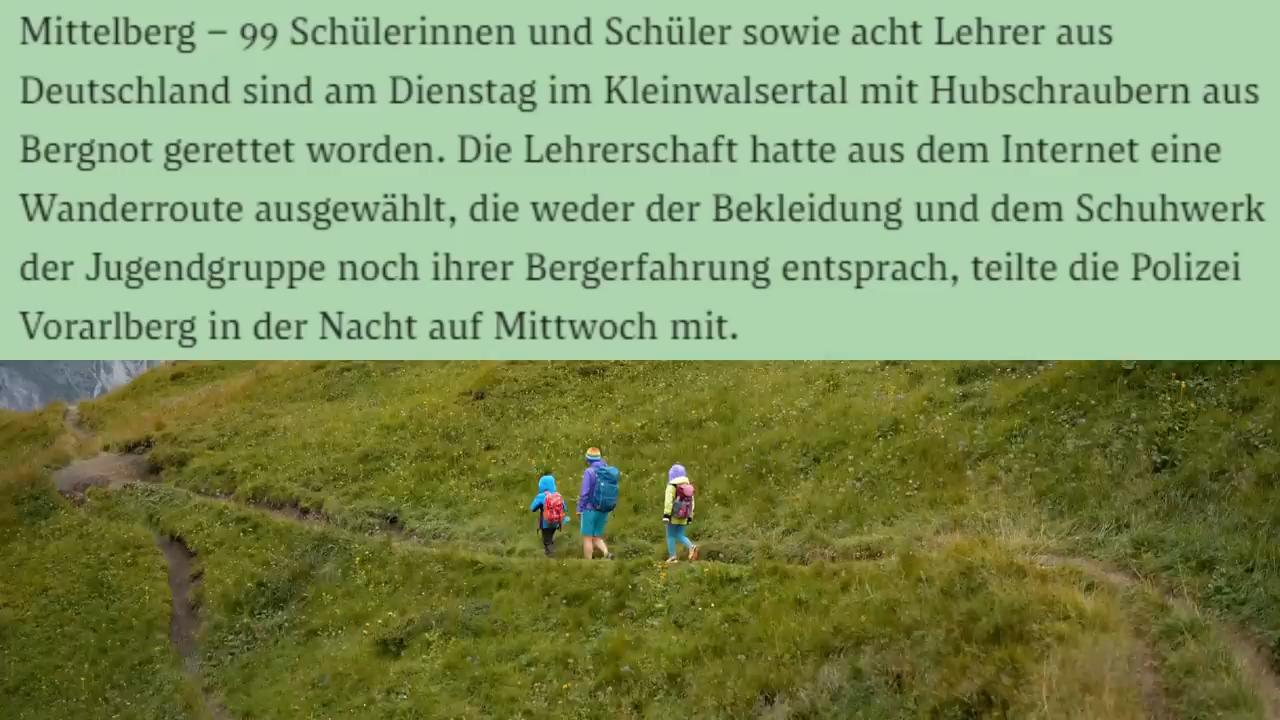 Mittelberg – 99 Schülerinnen und Schüler sowie acht Lehrer aus
Deutschland sind am Dienstag im Kleinwalsertal mit Hubschraubern aus
Bergnot gerettet worden. Die Lehrerschaft hatte aus dem Internet eine
Wanderroute ausgewählt, die weder der Bekleidung und dem Schuhwerk
der Jugendgruppe noch ihrer Bergerfahrung entsprach, teilte die Polizei
Vorarlberg in der Nacht auf Mittwoch mit.